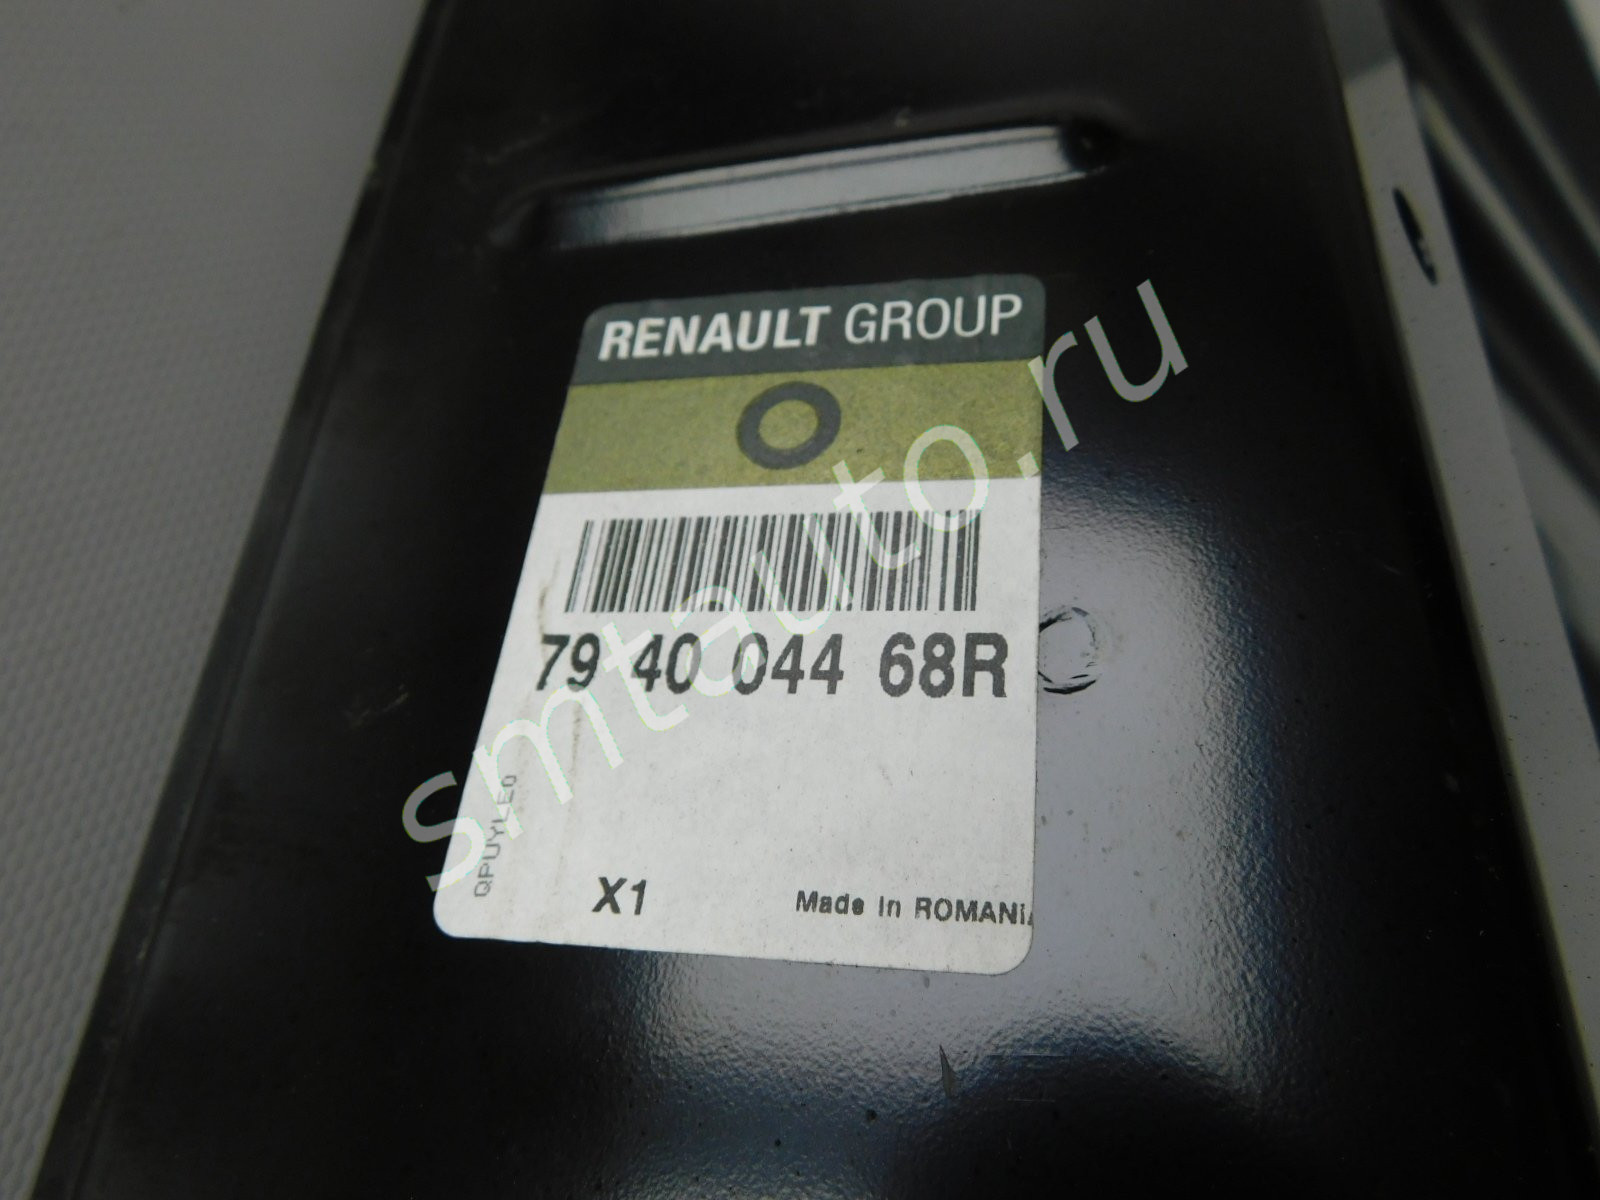 RENAULT GROUP
79 40 044 68R
QPUYLE0
X1
Made in ROMANIA
smtauto.ru